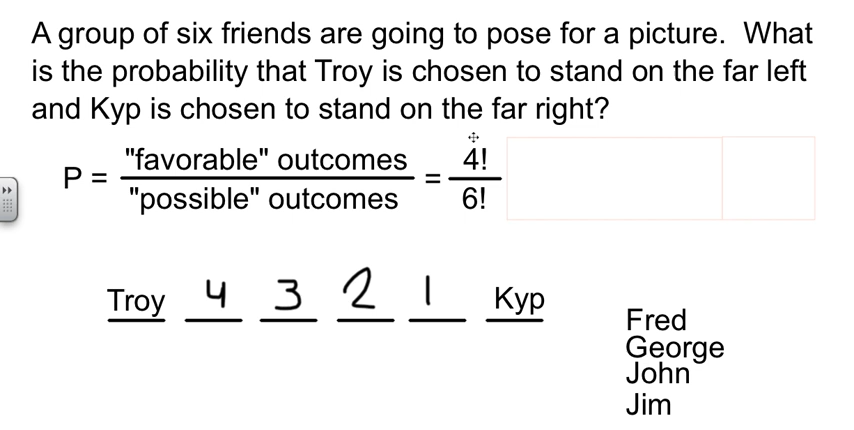 A group of six friends are going to pose for a picture. What
is the probability that Troy is chosen to stand on the far left
and Kyp is chosen to stand on the far right?
P = "favorable" outcomes / "possible" outcomes = 4! / 6!
Troy 4 3 2 1 Kyp
Fred
George
John
Jim